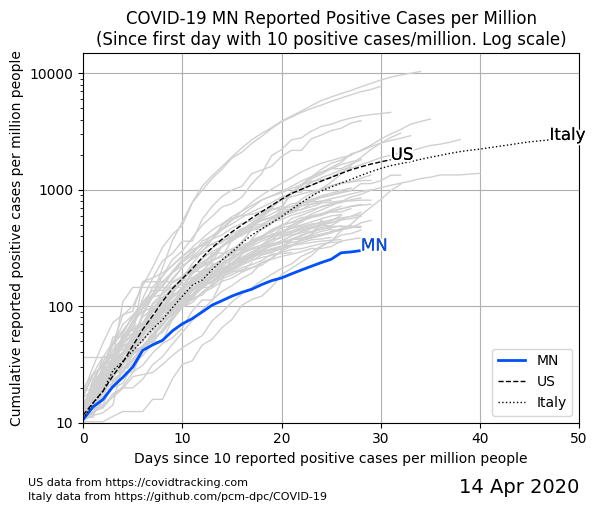 COVID-19 MN Reported Positive Cases per Million
(Since first day with 10 positive cases/million. Log scale)
Cumulative reported positive cases per million people
10000
1000
100
10
Italy
US
MN
MN
US
Italy
0
10
20
30
40
50
Days since 10 reported positive cases per million people
US data from https://covidtracking.com
Italy data from https://github.com/pcm-dpc/COVID-19
14 Apr 2020